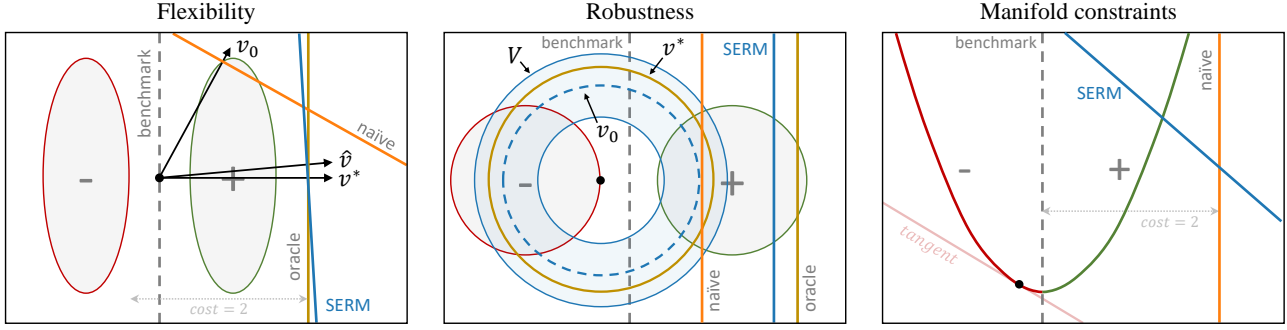 Flexibility
benchmark
v₀
v̂
v*
naïve
-
+
oracle
SERM
cost = 2
Robustness
benchmark
V
v*
SERM
v₀
-
+
naïve
oracle
Manifold constraints
benchmark
SERM
naïve
-
+
cost = 2
tangent